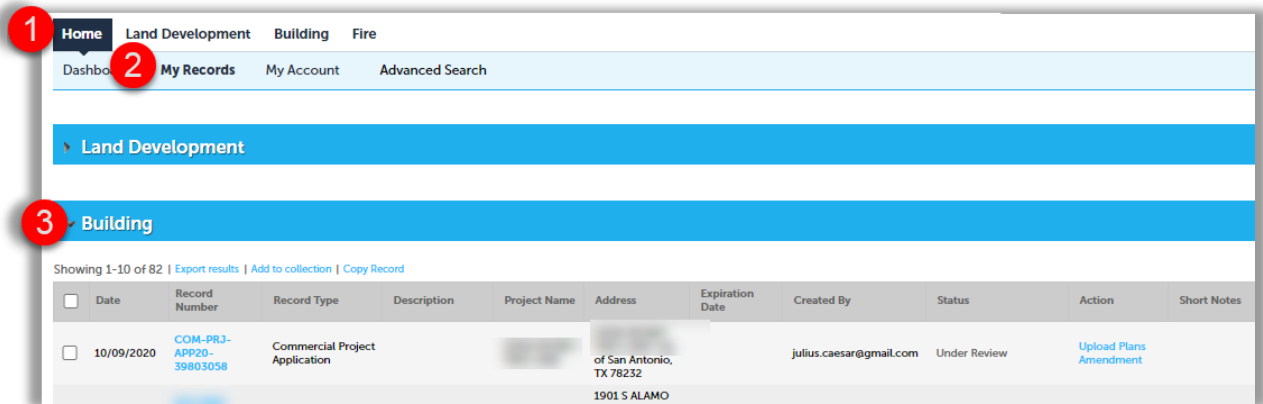 1 Home Land Development Building Fire
2 My Records My Account Advanced Search
Land Development
3 Building
Showing 1-10 of 82 | Export results | Add to collection | Copy Record
Date Record Number Record Type Description Project Name Address Expiration Date Created By Status Action Short Notes
10/09/2020 COM-PRJ-APP20-39803058 Commercial Project Application of San Antonio, TX 78232 julius.caesar@gmail.com Under Review Upload Plans Amendment
1901 S ALAMO